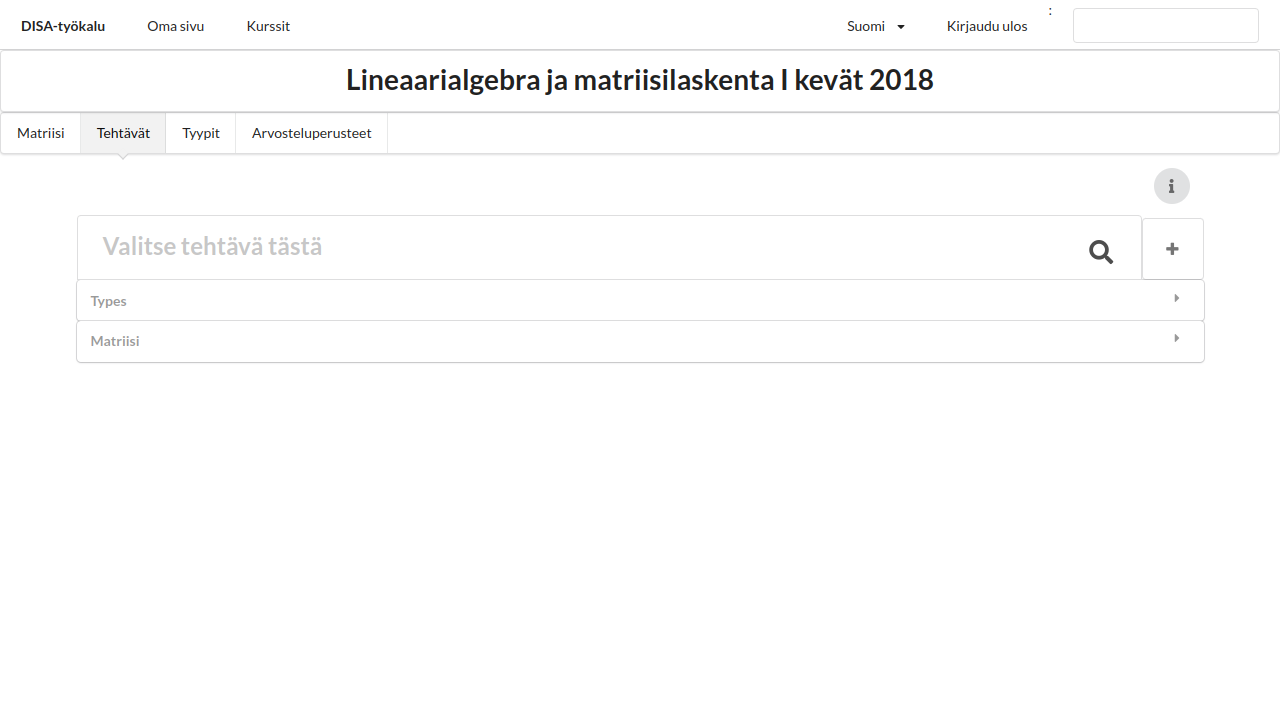 DISA-työkalu Oma sivu Kurssit Suomi Kirjaudu ulos :
Lineaarialgebra ja matriisilaskenta I kevät 2018
Matriisi Tehtävät Tyypit Arvosteluperusteet
Valitse tehtävä tästä
Types
Matriisi